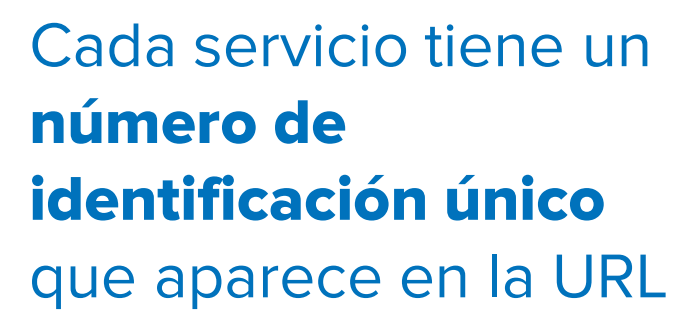 Cada servicio tiene un
número de
identificación único
que aparece en la URL